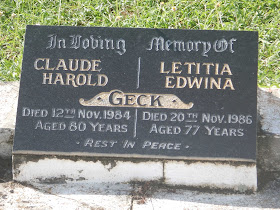 In Loving Memory Of
CLAUDE HAROLD
LETITIA EDWINA
GECK
DIED 12TH NOV. 1984
AGED 80 YEARS
DIED 20TH NOV. 1986
AGED 77 YEARS
- REST IN PEACE -